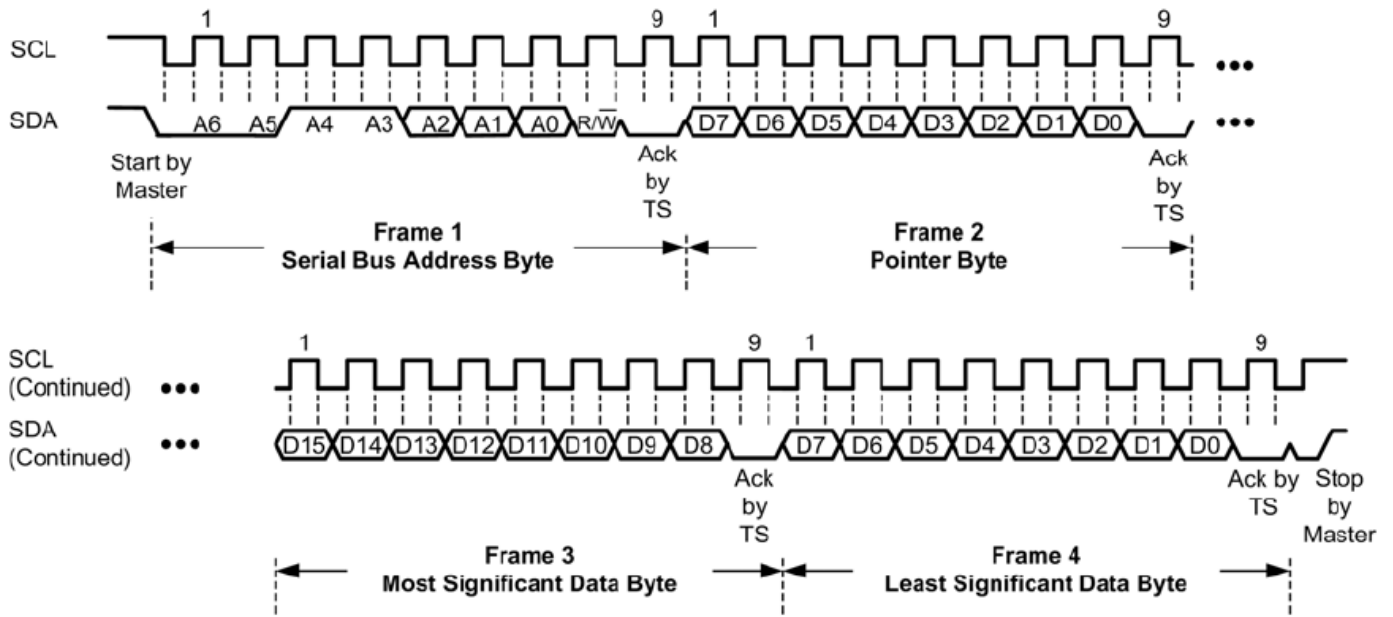 1 9 1 9
SCL
SDA
A6 A5 A4 A3 A2 A1 A0 R/W̅ D7 D6 D5 D4 D3 D2 D1 D0
Start by
Master
Ack
by
TS
Ack
by
TS
Frame 1
Serial Bus Address Byte
Frame 2
Pointer Byte
1 9 1 9
SCL
(Continued)
SDA
(Continued)
D15 D14 D13 D12 D11 D10 D9 D8 D7 D6 D5 D4 D3 D2 D1 D0
Ack
by
TS
Ack by
TS
Stop
by
Master
Frame 3
Most Significant Data Byte
Frame 4
Least Significant Data Byte